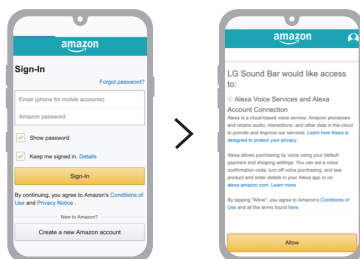 amazon
Sign-In
Forgot password?
Email (phone for mobile accounts)
Amazon password
Show password
Keep me signed in. Details
Sign-In
By continuing, you agree to Amazon's Conditions of
Use and Privacy Notice .
New to Amazon?
Create a new Amazon account
amazon
LG Sound Bar would like access
to:
Alexa Voice Services and Alexa
Account Connection
Alexa is a cloud-based voice service. Amazon processes
and retains audio, interactions, and other data in the cloud
to provide and improve our services. Learn how Alexa is
designed to protect your privacy.
Alexa allows purchasing by voice using your default
payment and shipping settings. You can set a voice
confirmation code, turn off voice purchasing, and see
product and order details in your Alexa app or on
alexa.amazon.com. Learn more
By tapping "Allow", you agree to Amazon's Conditions of
Use and all the terms found here.
Allow